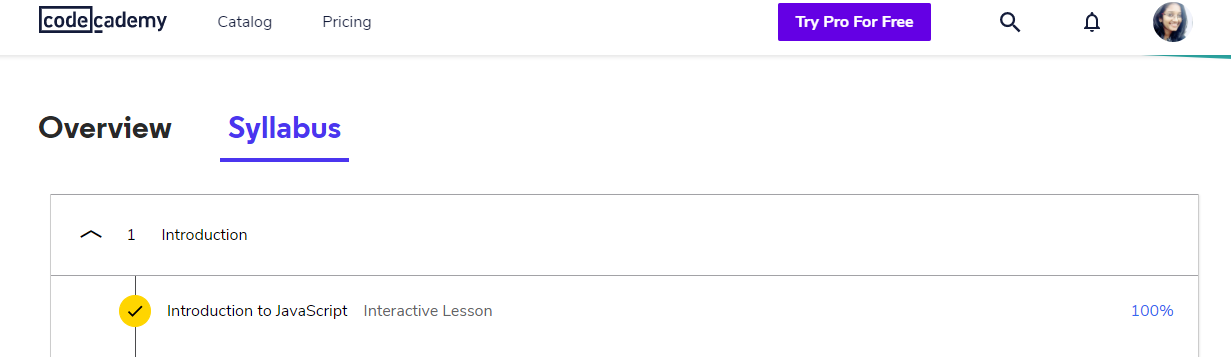 codecademy Catalog Pricing Try Pro For Free
Overview Syllabus
1 Introduction
Introduction to JavaScript Interactive Lesson 100%